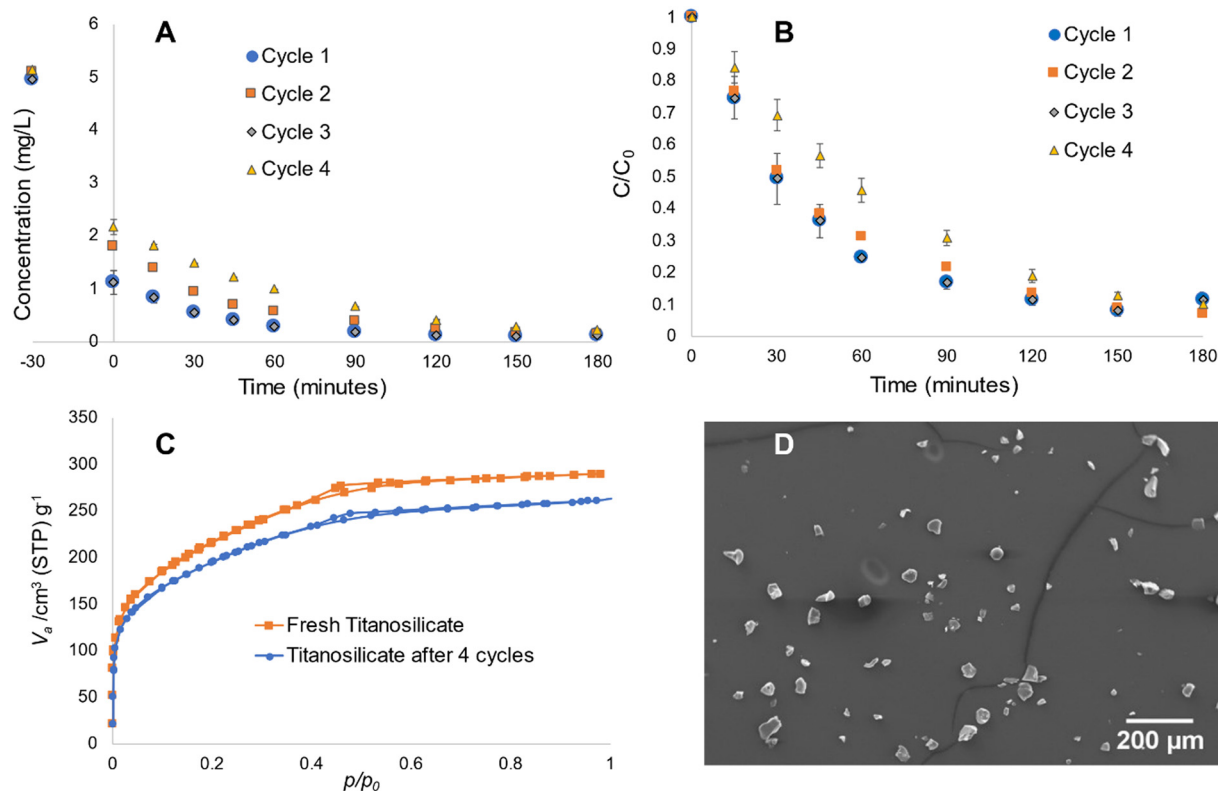 A
Concentration (mg/L)
6
5
4
3
2
1
0
-30 0 30 60 90 120 150 180
Time (minutes)
Cycle 1
Cycle 2
Cycle 3
Cycle 4
B
C/C0
1
0.9
0.8
0.7
0.6
0.5
0.4
0.3
0.2
0.1
0
0 30 60 90 120 150 180
Time (minutes)
Cycle 1
Cycle 2
Cycle 3
Cycle 4
C
Va /cm³ (STP) g⁻¹
350
300
250
200
150
100
50
0
0 0.2 0.4 0.6 0.8 1
p/p0
Fresh Titanosilicate
Titanosilicate after 4 cycles
D
200 µm